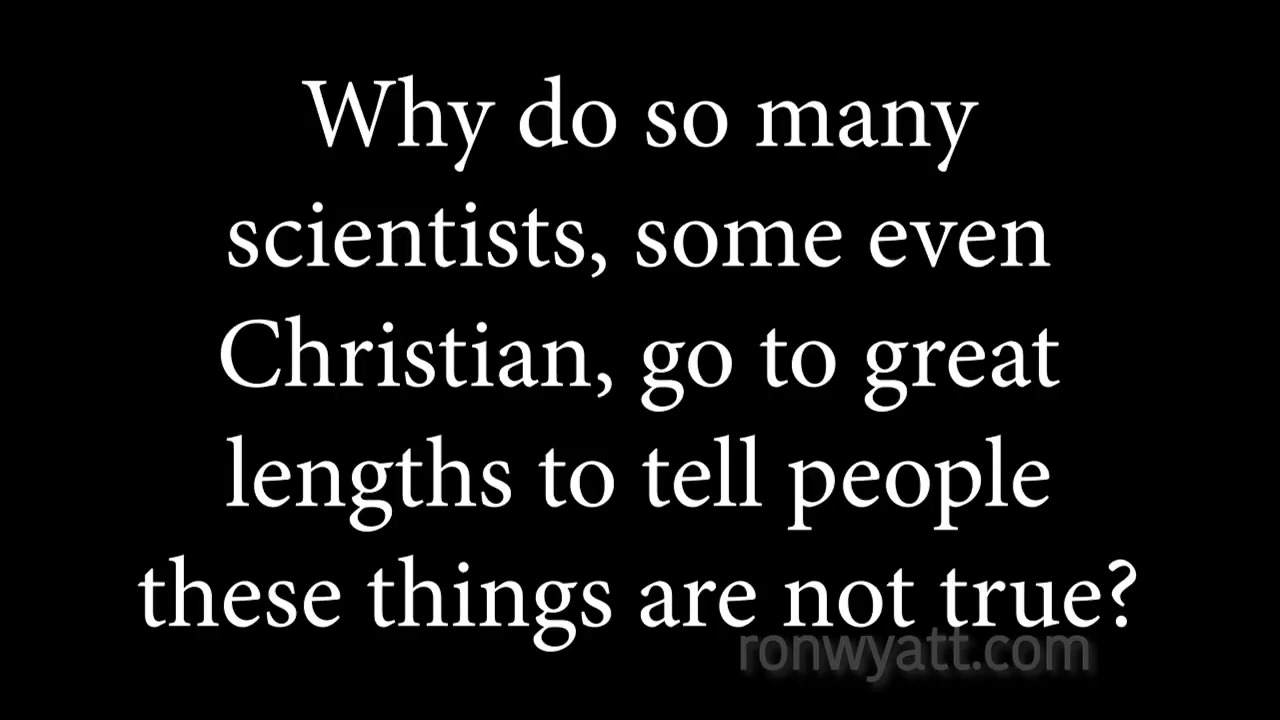 Why do so many
scientists, some even
Christian, go to great
lengths to tell people
these things are not true?
ronwyatt.com